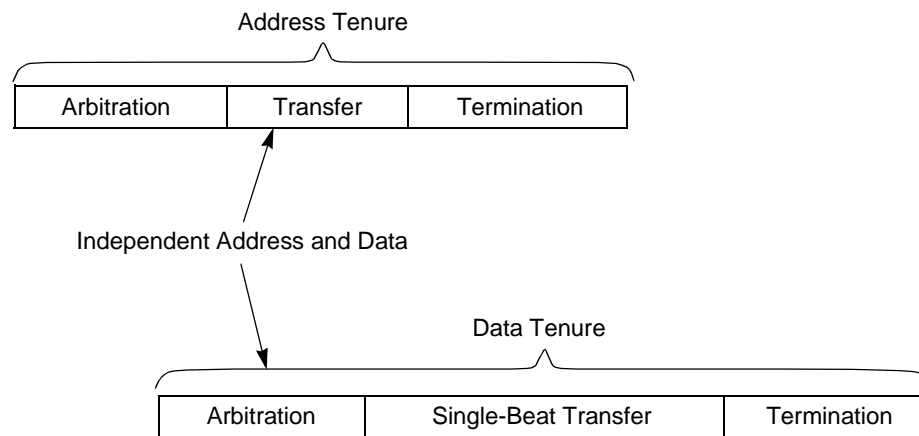 Address Tenure
Arbitration Transfer Termination
Independent Address and Data
Data Tenure
Arbitration Single-Beat Transfer Termination